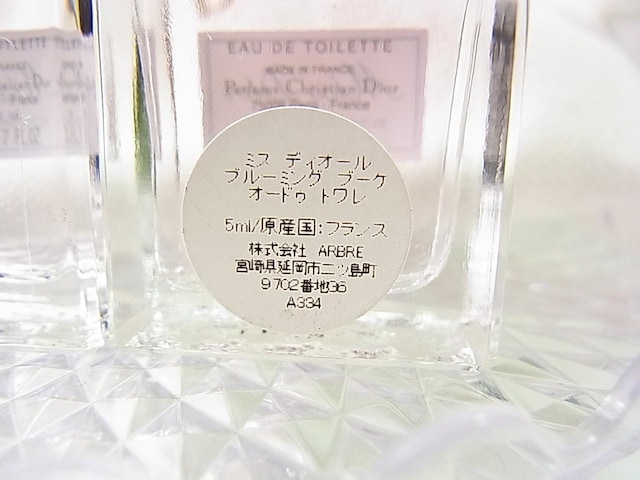 EAU DE TOILETTE
MADE IN FRANCE
Parfums Christian Dior
France
ミス ディオール
ブルーミング ブーケ
オードゥ トワレ
5ml/原産国:フランス
株式会社 ARBRE
宮崎県延岡市二ツ島町
9702番地36
A334